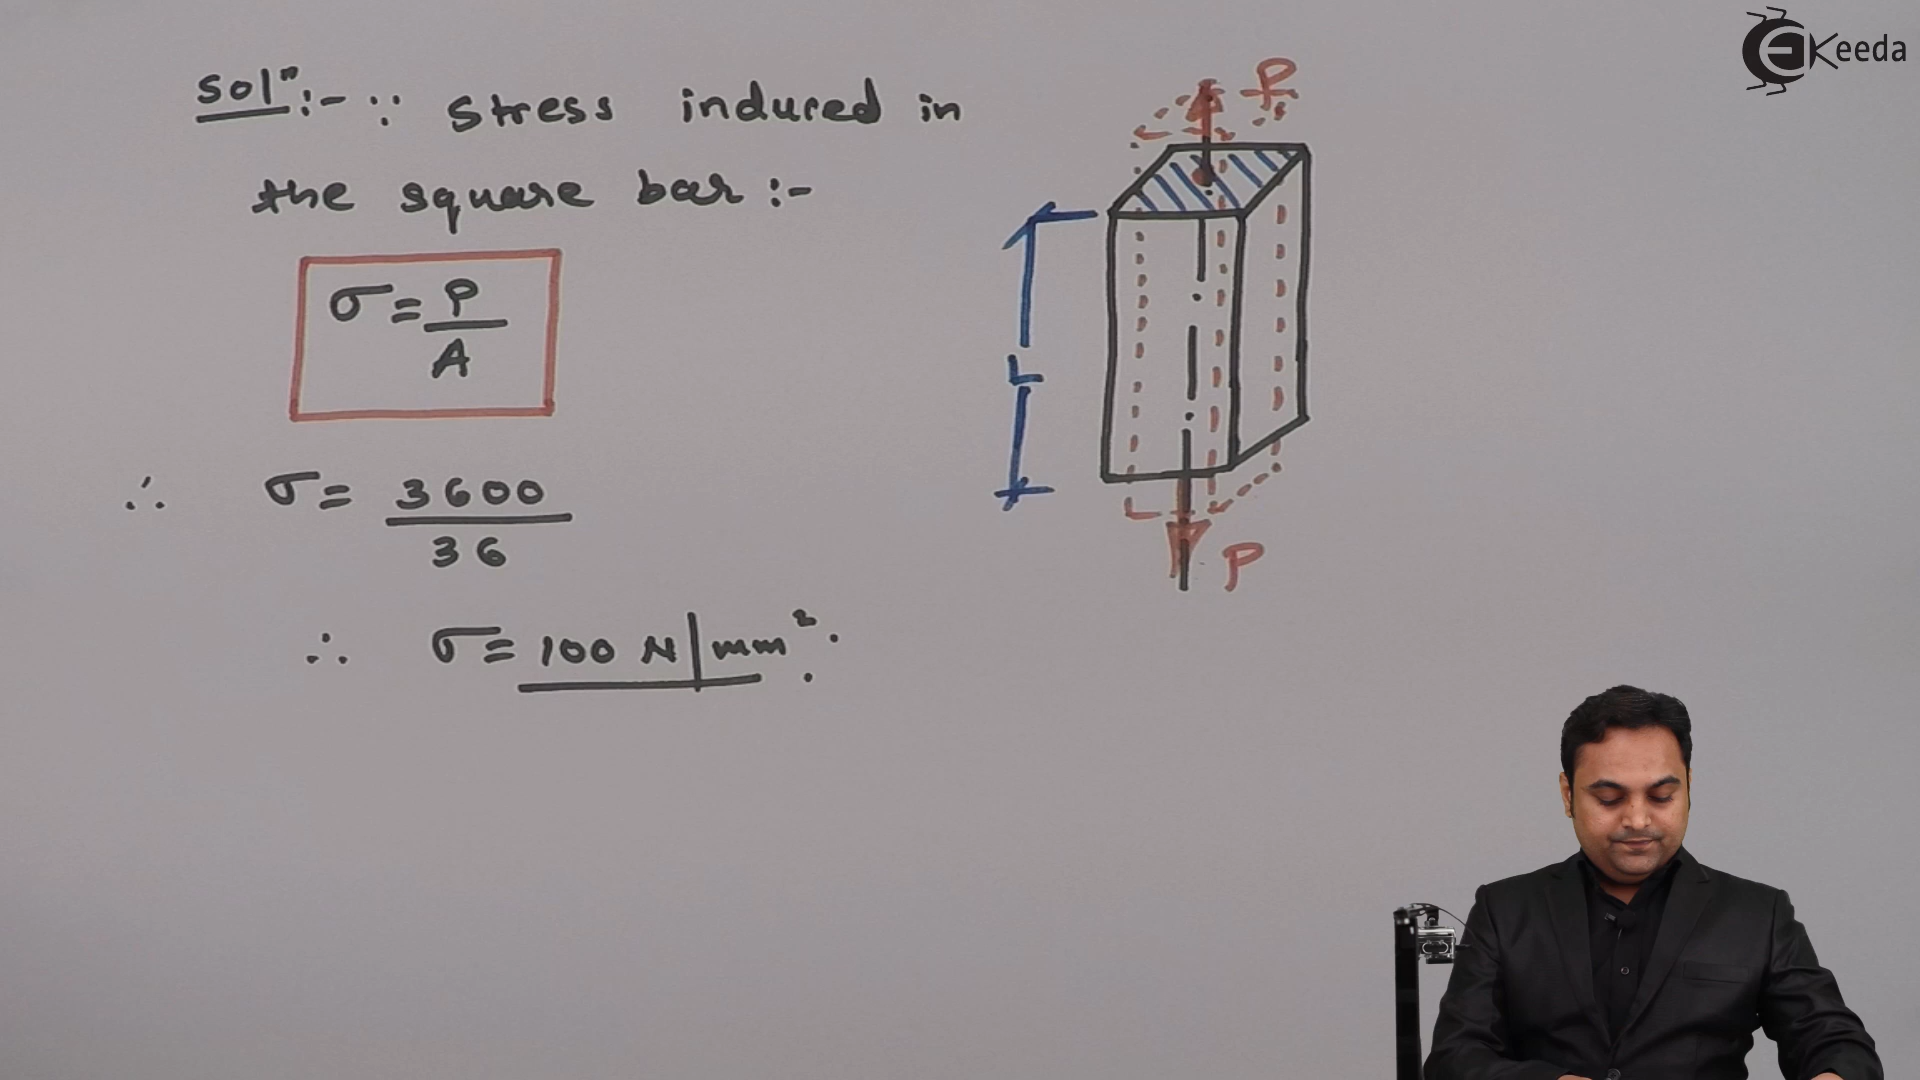 solⁿ :- ∵ stress induced in
the square bar :-
σ = P
A
∴ σ = 3600
36
∴ σ = 100 N/mm².
P
L
P
EKeeda